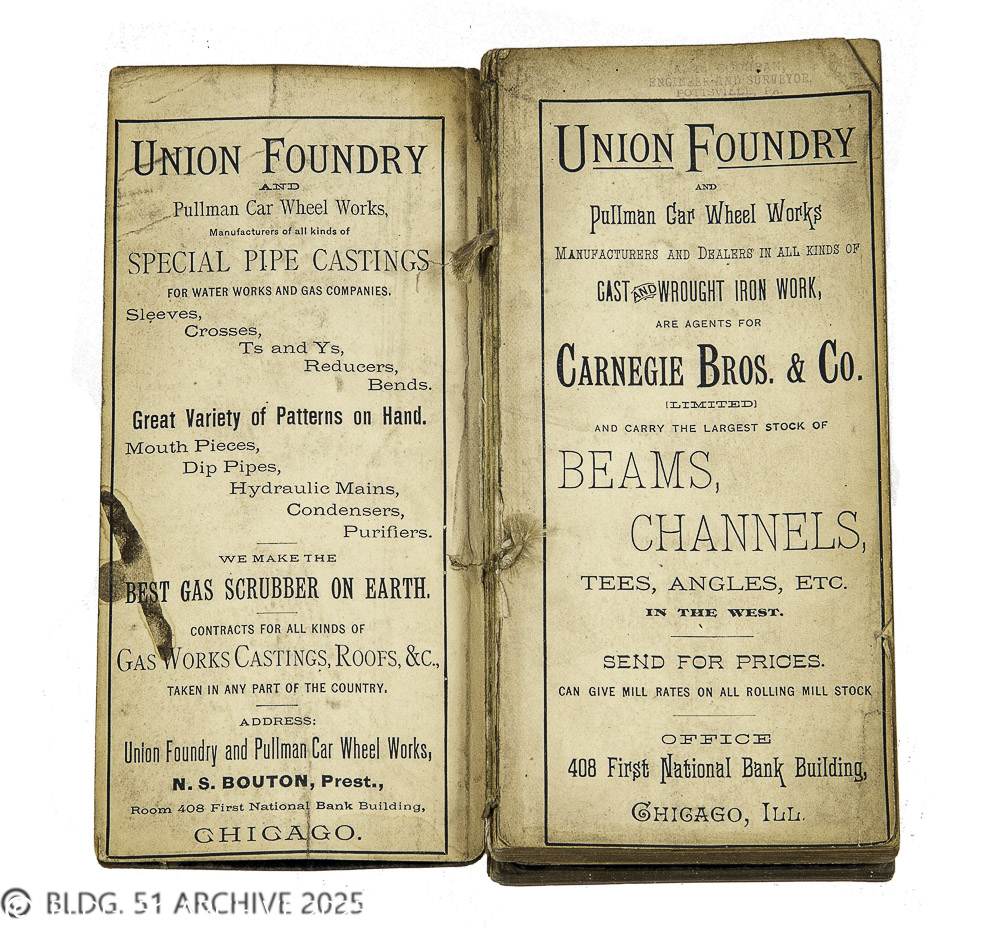 UNION FOUNDRY
AND
Pullman Car Wheel Works,
Manufacturers of all kinds of
SPECIAL PIPE CASTINGS
FOR WATER WORKS AND GAS COMPANIES.
Sleeves,
Crosses,
Ts and Ys,
Reducers,
Bends.
Great Variety of Patterns on Hand.
Mouth Pieces,
Dip Pipes,
Hydraulic Mains,
Condensers,
Purifiers.
WE MAKE THE
BEST GAS SCRUBBER ON EARTH.
CONTRACTS FOR ALL KINDS OF
GAS WORKS CASTINGS, ROOFS, &C.,
TAKEN IN ANY PART OF THE COUNTRY.
ADDRESS:
Union Foundry and Pullman Car Wheel Works,
N. S. BOUTON, Prest.,
Room 408 First National Bank Building,
CHICAGO.
ENGINEER AND SURVEYOR,
POTTSVILLE, PA.
UNION FOUNDRY
AND
Pullman Car Wheel Works
MANUFACTURERS AND DEALERS IN ALL KINDS OF
CAST AND WROUGHT IRON WORK,
ARE AGENTS FOR
CARNEGIE BROS. & CO.
[LIMITED]
AND CARRY THE LARGEST STOCK OF
BEAMS,
CHANNELS,
TEES, ANGLES, ETC.
IN THE WEST.
SEND FOR PRICES.
CAN GIVE MILL RATES ON ALL ROLLING MILL STOCK
OFFICE
408 First National Bank Building,
CHICAGO, ILL.
© BLDG. 51 ARCHIVE 2025